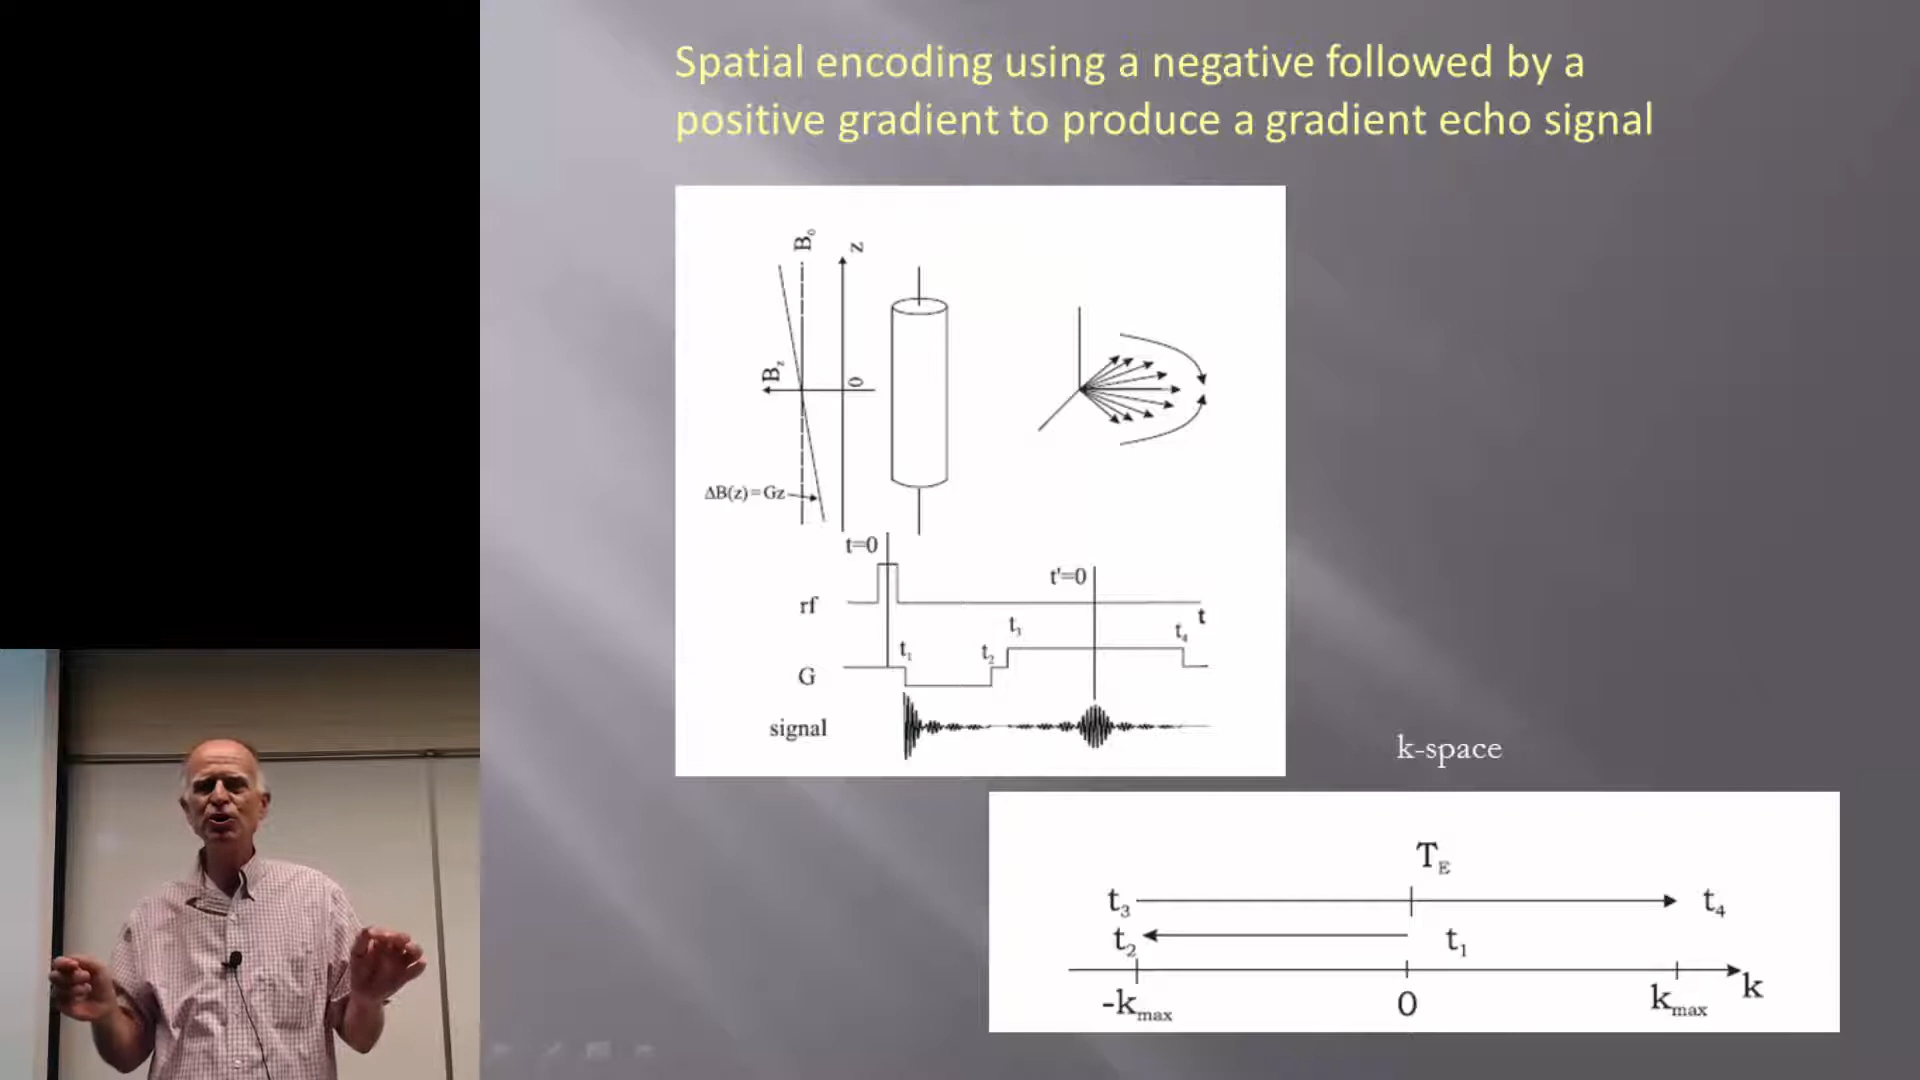 Spatial encoding using a negative followed by a
positive gradient to produce a gradient echo signal
B₀
z
B_z
0
ΔB(z)=Gz
t=0
t'=0
rf
t
t₃
t₄
t₁
t₂
G
signal
k-space
T_E
t₃
t₄
t₂
t₁
k
-k_max
0
k_max